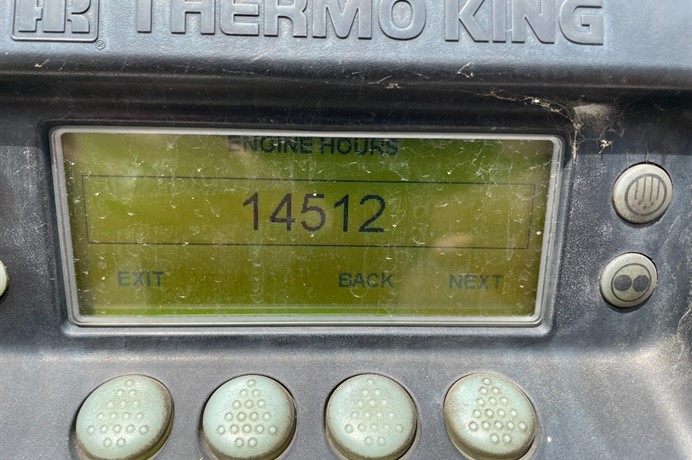 THERMO KING
ENGINE HOURS
14512
EXIT BACK NEXT